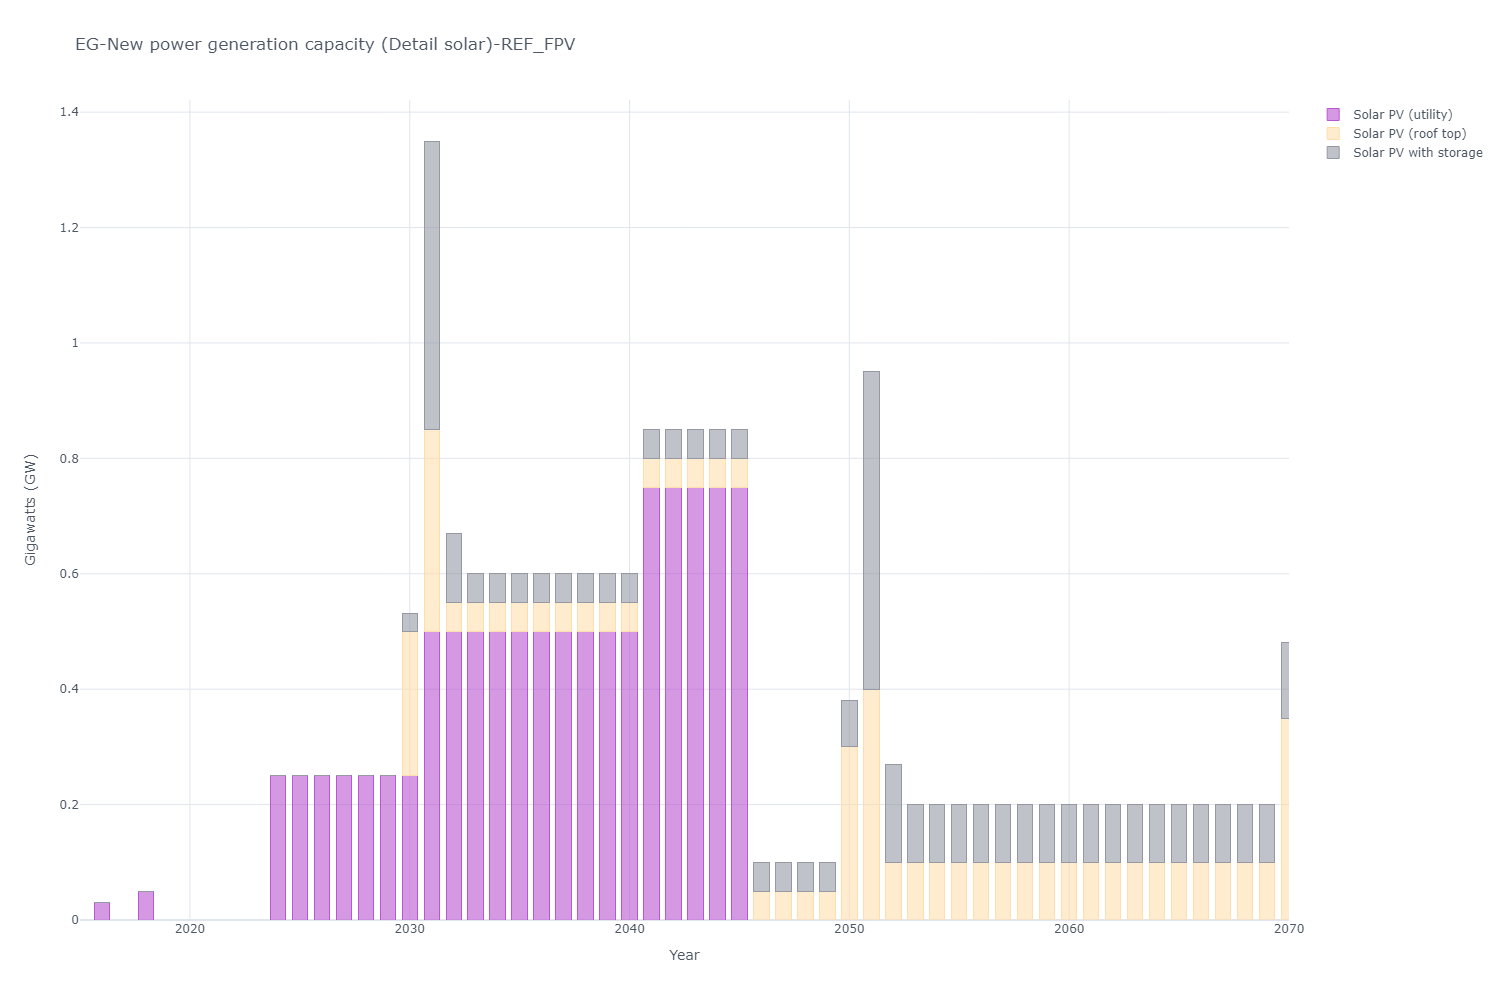 EG-New power generation capacity (Detail solar)-REF_FPV
Solar PV (utility)
Solar PV (roof top)
Solar PV with storage
1.4
1.2
1
0.8
0.6
0.4
0.2
0
Gigawatts (GW)
2020 2030 2040 2050 2060 2070
Year